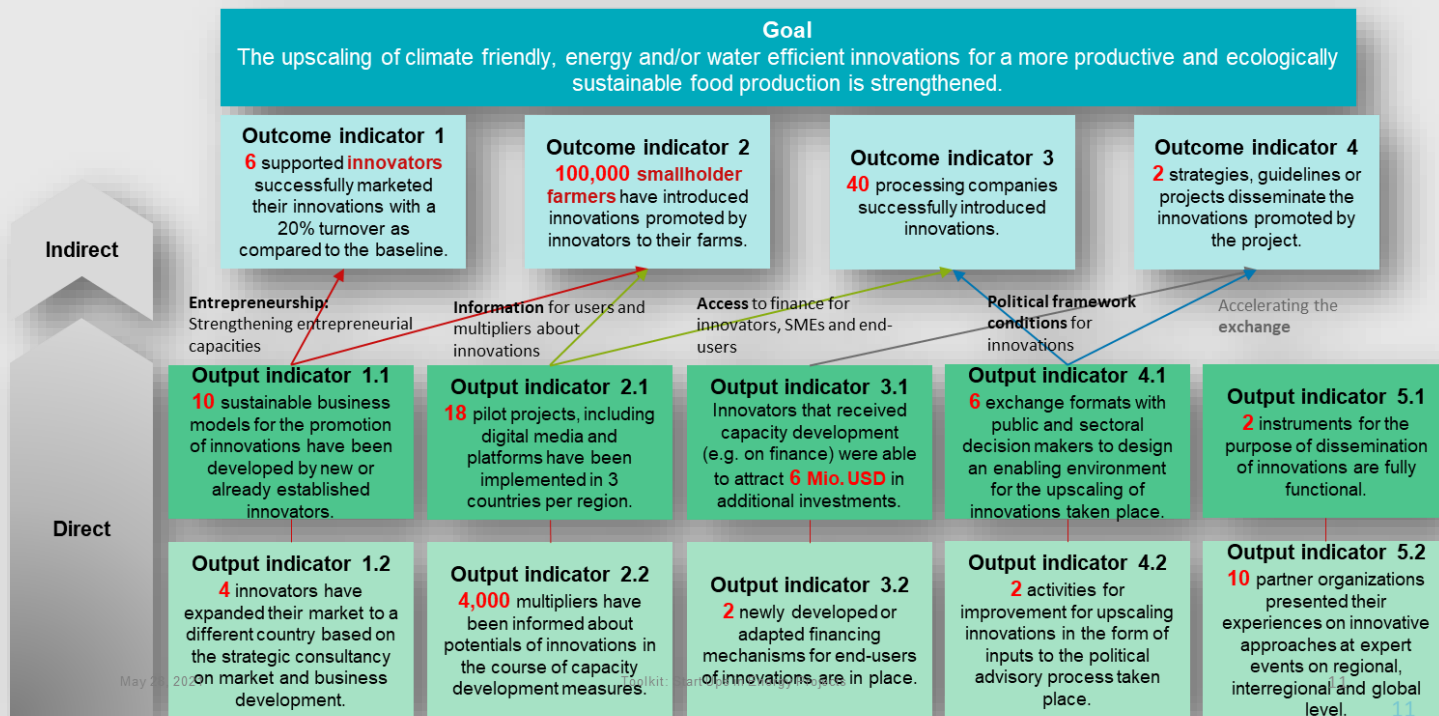 Goal
The upscaling of climate friendly, energy and/or water efficient innovations for a more productive and ecologically
sustainable food production is strengthened.
Outcome indicator 1
6 supported innovators
successfully marketed
their innovations with a
20% turnover as
compared to the baseline.
Outcome indicator 2
100,000 smallholder
farmers have introduced
innovations promoted by
innovators to their farms.
Outcome indicator 3
40 processing companies
successfully introduced
innovations.
Outcome indicator 4
2 strategies, guidelines or
projects disseminate the
innovations promoted by
the project.
Indirect
Entrepreneurship:
Strengthening entrepreneurial
capacities
Information for users and
multipliers about
innovations
Access to finance for
innovators, SMEs and end-
users
Political framework
conditions for
innovations
Accelerating the
exchange
Direct
Output indicator 1.1
10 sustainable business
models for the promotion
of innovations have been
developed by new or
already established
innovators.
Output indicator 2.1
18 pilot projects, including
digital media and
platforms have been
implemented in 3
countries per region.
Output indicator 3.1
Innovators that received
capacity development
(e.g. on finance) were able
to attract 6 Mio. USD in
additional investments.
Output indicator 4.1
6 exchange formats with
public and sectoral
decision makers to design
an enabling environment
for the upscaling of
innovations taken place.
Output indicator 5.1
2 instruments for the
purpose of dissemination
of innovations are fully
functional.
Output indicator 1.2
4 innovators have
expanded their market to a
different country based on
the strategic consultancy
on market and business
development.
Output indicator 2.2
4,000 multipliers have
been informed about
potentials of innovations in
the course of capacity
development measures.
Output indicator 3.2
2 newly developed or
adapted financing
mechanisms for end-users
of innovations are in place.
Output indicator 4.2
2 activities for
improvement for upscaling
innovations in the form of
inputs to the political
advisory process taken
place.
Output indicator 5.2
10 partner organizations
presented their
experiences on innovative
approaches at expert
events on regional,
interregional and global
level.
May
Toolkit: Start Ups in Energy Projects
11
11